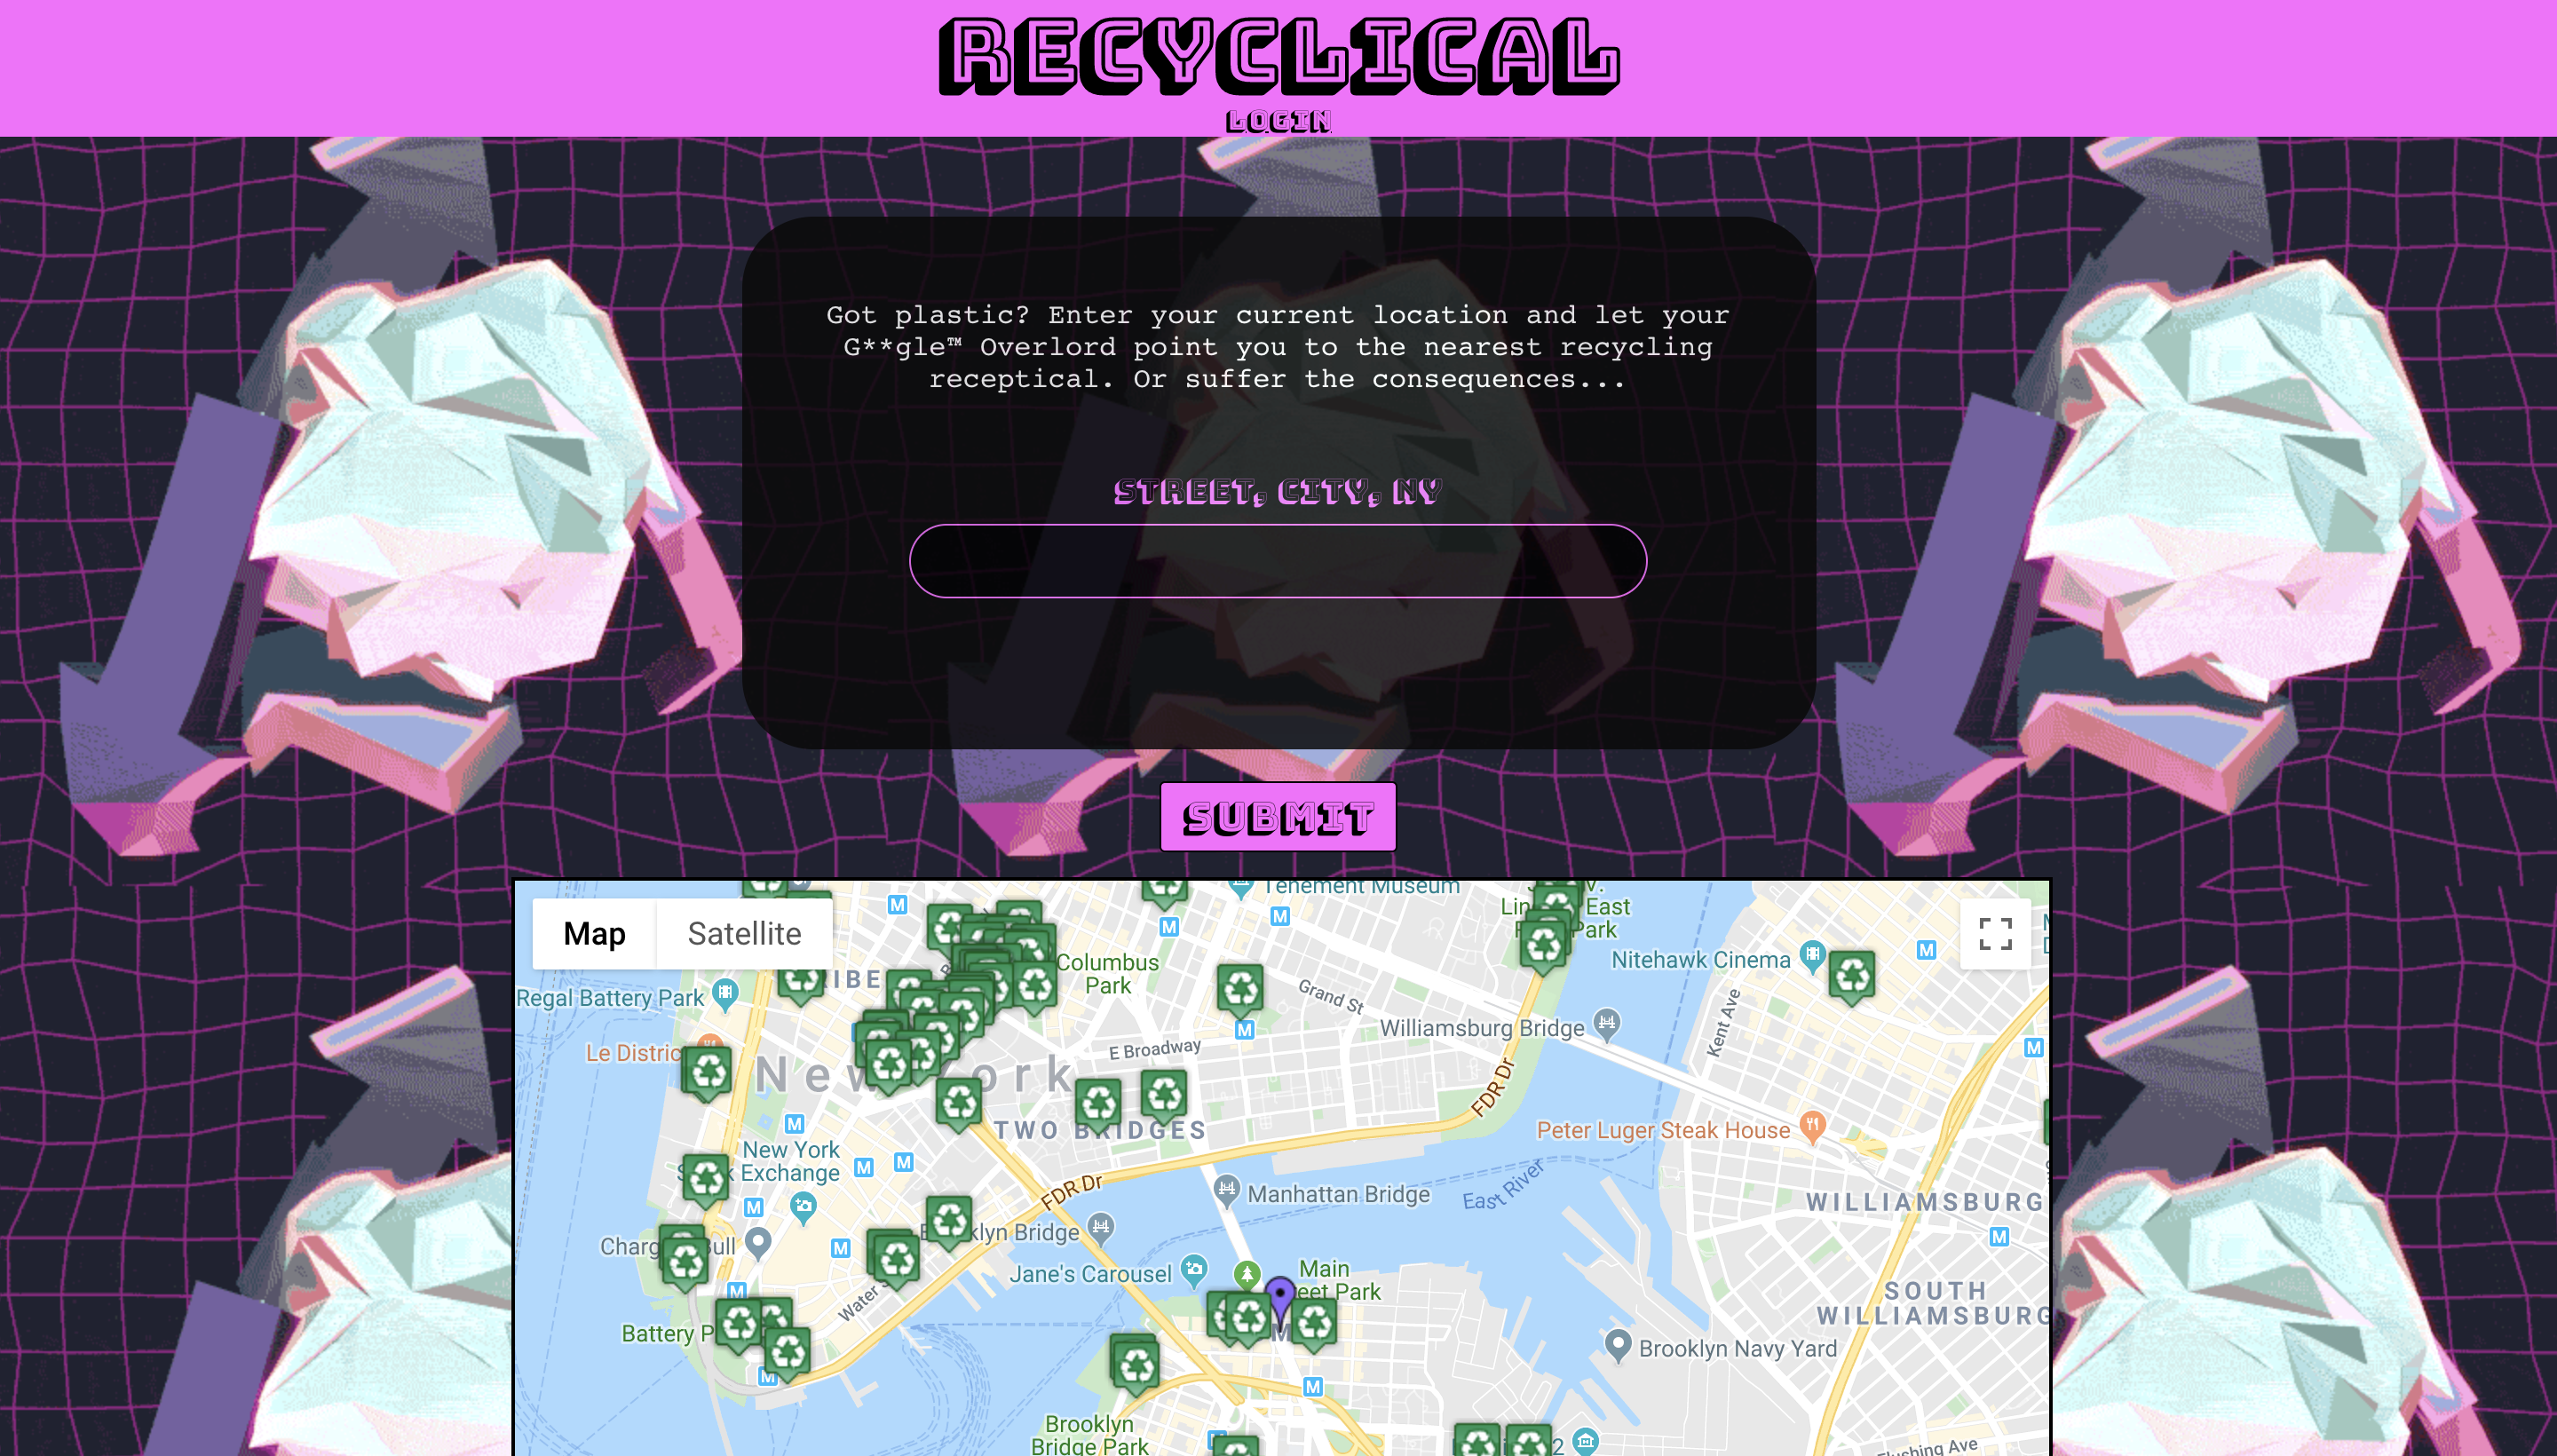 RECYCLICAL
LOGIN
Got plastic? Enter your current location and let your
G**gle™ Overlord point you to the nearest recycling
receptical. Or suffer the consequences...
STREET, CITY, NY
SUBMIT
Map Satellite
Tenement Museum
East
Park
Nitehawk Cinema
Columbus
Park
Regal Battery Park
Grand St
Kent Ave
Williamsburg Bridge
Le Distric
E Broadway
New York
FDR Dr
TWO BRIDGES
Peter Luger Steak House
New York
Exchange
FDR Dr
Manhattan Bridge
East River
WILLIAMSBURG
klyn Bridge
Charg Bull
Jane's Carousel
Main
eet Park
Water
SOUTH
WILLIAMSBURG
Battery P
Brooklyn Navy Yard
Brooklyn
Bridge Park
Flushing Ave